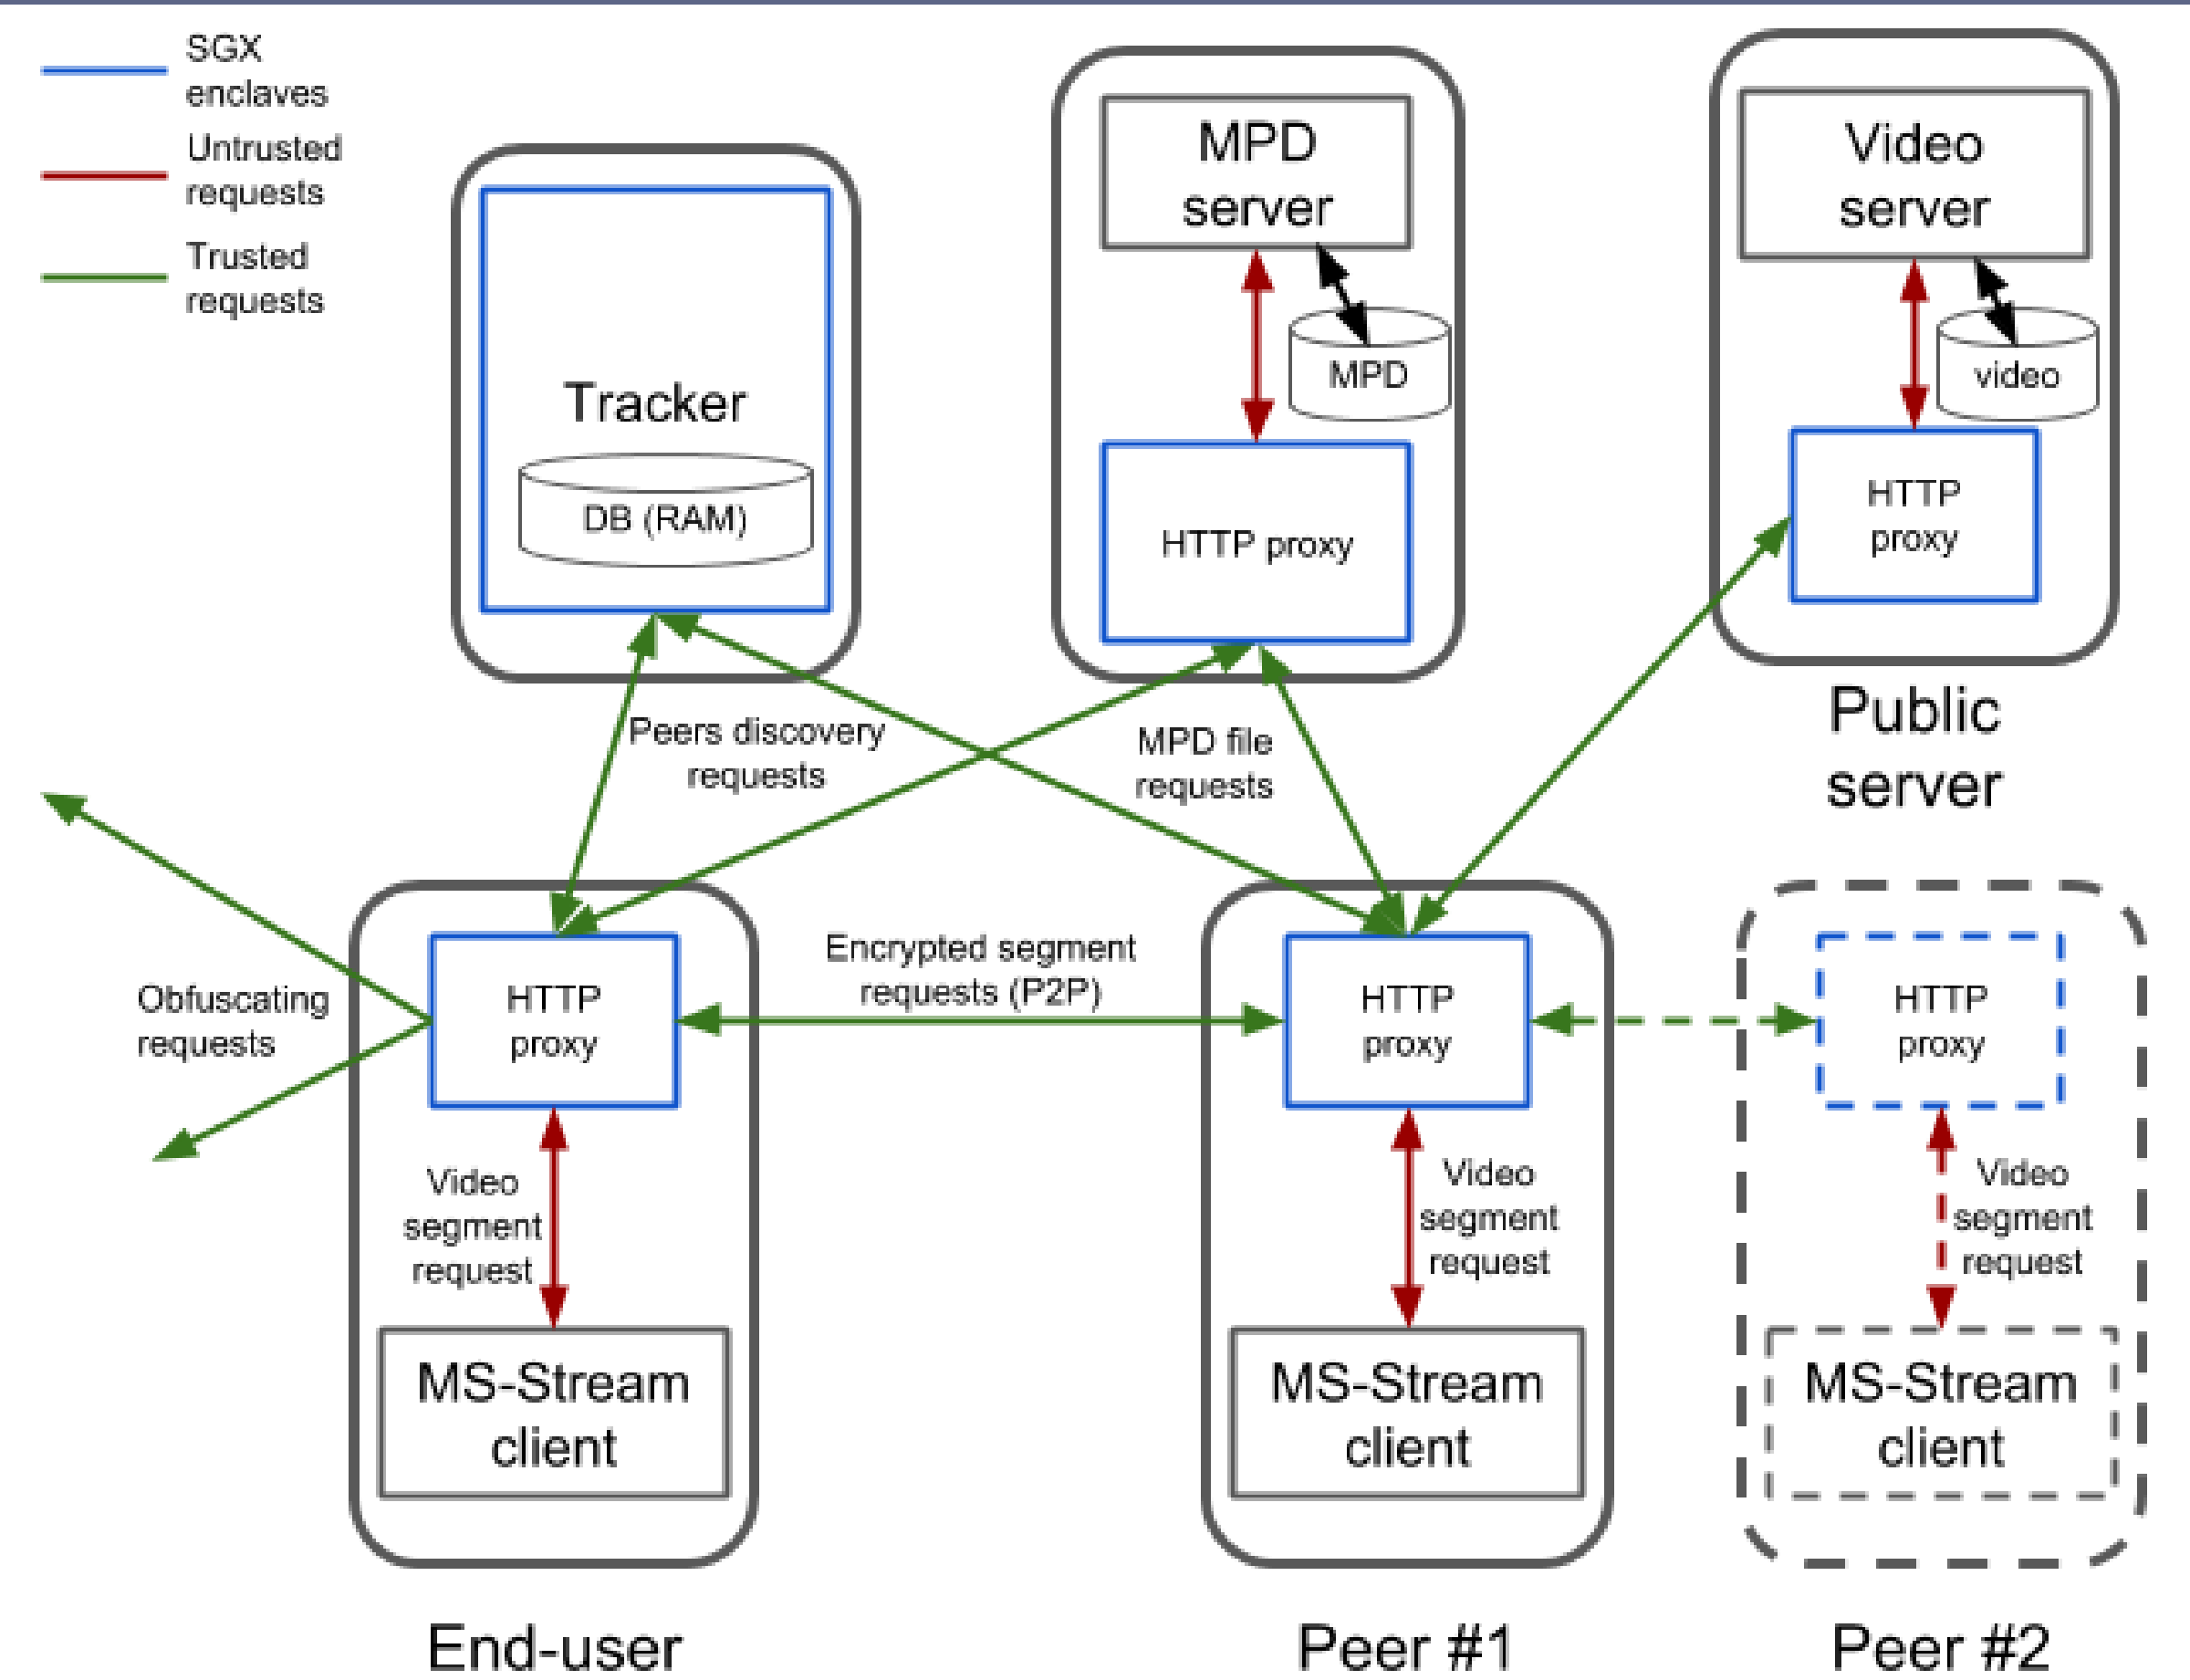 SGX
enclaves
Untrusted
requests
Trusted
requests
Tracker
DB (RAM)
MPD
server
MPD
HTTP proxy
Video
server
video
HTTP
proxy
Public
server
Peers discovery
requests
MPD file
requests
Obfuscating
requests
HTTP
proxy
Encrypted segment
requests (P2P)
HTTP
proxy
HTTP
proxy
Video
segment
request
Video
segment
request
Video
segment
request
MS-Stream
client
MS-Stream
client
MS-Stream
client
End-user
Peer #1
Peer #2